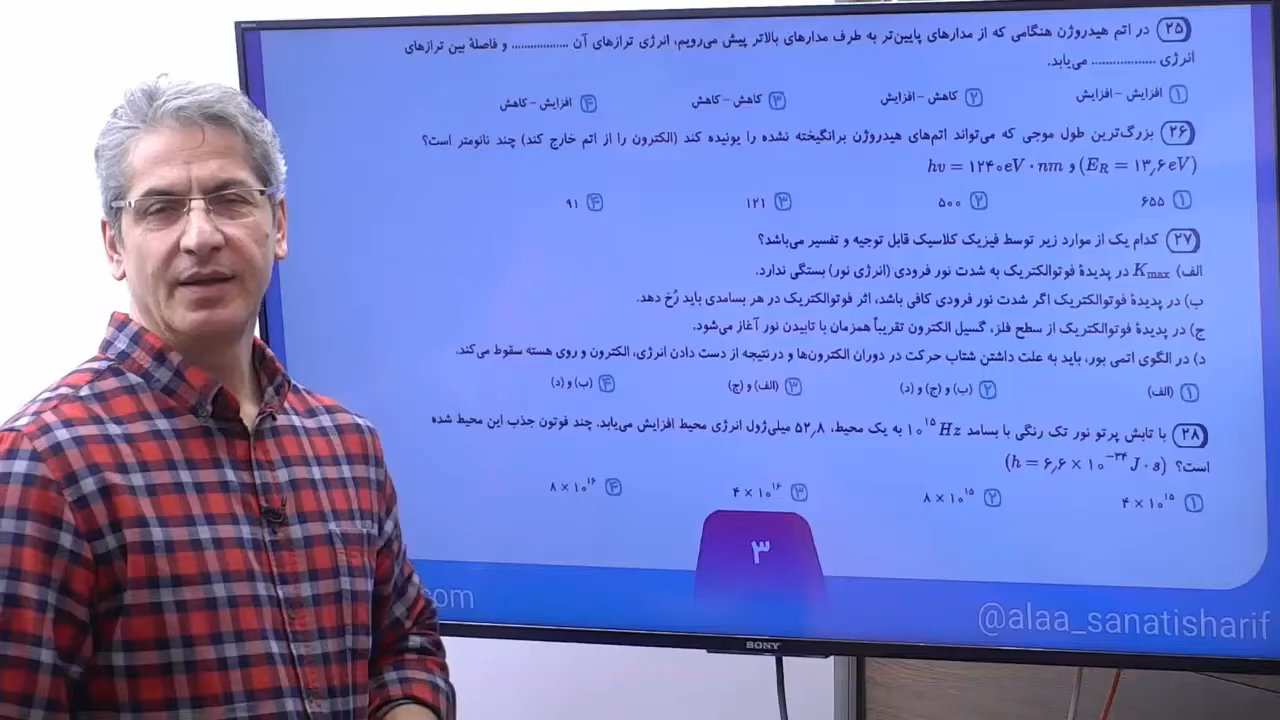 ۲۵) در اتم هیدروژن هنگامی که از مدارهای پایین‌تر به طرف مدارهای بالاتر پیش می‌رویم، انرژی ترازهای آن ................. و فاصلهٔ بین ترازهای
انرژی .................. می‌یابد.
۱) افزایش – افزایش ۲) کاهش – افزایش ۳) کاهش – کاهش ۴) افزایش – کاهش
۲۶) بزرگ‌ترین طول موجی که می‌تواند اتم‌های هیدروژن برانگیخته نشده را یونیده کند (الکترون را از اتم خارج کند) چند نانومتر است؟
(E_R = ۱۳٫۶ eV) و hυ = ۱۲۴۰ eV · nm
۱) ۶۵۵ ۲) ۵۰۰ ۳) ۱۲۱ ۴) ۹۱
۲۷) کدام یک از موارد زیر توسط فیزیک کلاسیک قابل توجیه و تفسیر می‌باشد؟
الف) K_max در پدیدهٔ فوتوالکتریک به شدت نور فرودی (انرژی نور) بستگی ندارد.
ب) در پدیدهٔ فوتوالکتریک اگر شدت نور فرودی کافی باشد، اثر فوتوالکتریک در هر بسامدی باید رُخ دهد.
ج) در پدیدهٔ فوتوالکتریک از سطح فلز، گسیل الکترون تقریباً همزمان با تابیدن نور آغاز می‌شود.
د) در الگوی اتمی بور، باید به علت داشتن شتاب حرکت در دوران الکترون‌ها و درنتیجه از دست دادن انرژی، الکترون و روی هسته سقوط می‌کند.
۱) (الف) ۲) (ب) و (ج) و (د) ۳) (الف) و (ج) ۴) (ب) و (د)
۲۸) با تابش پرتو نور تک رنگی با بسامد ۱۰^۱۵ Hz به یک محیط، ۵۲٫۸ میلی‌ژول انرژی محیط افزایش می‌یابد. چند فوتون جذب این محیط شده
است؟ (h = ۶٫۶ × ۱۰^−۳۴ J · s)
۱) ۴ × ۱۰^۱۵ ۲) ۸ × ۱۰^۱۵ ۳) ۴ × ۱۰^۱۶ ۴) ۸ × ۱۰^۱۶
۳
com
@alaa_sanatisharif
SONY